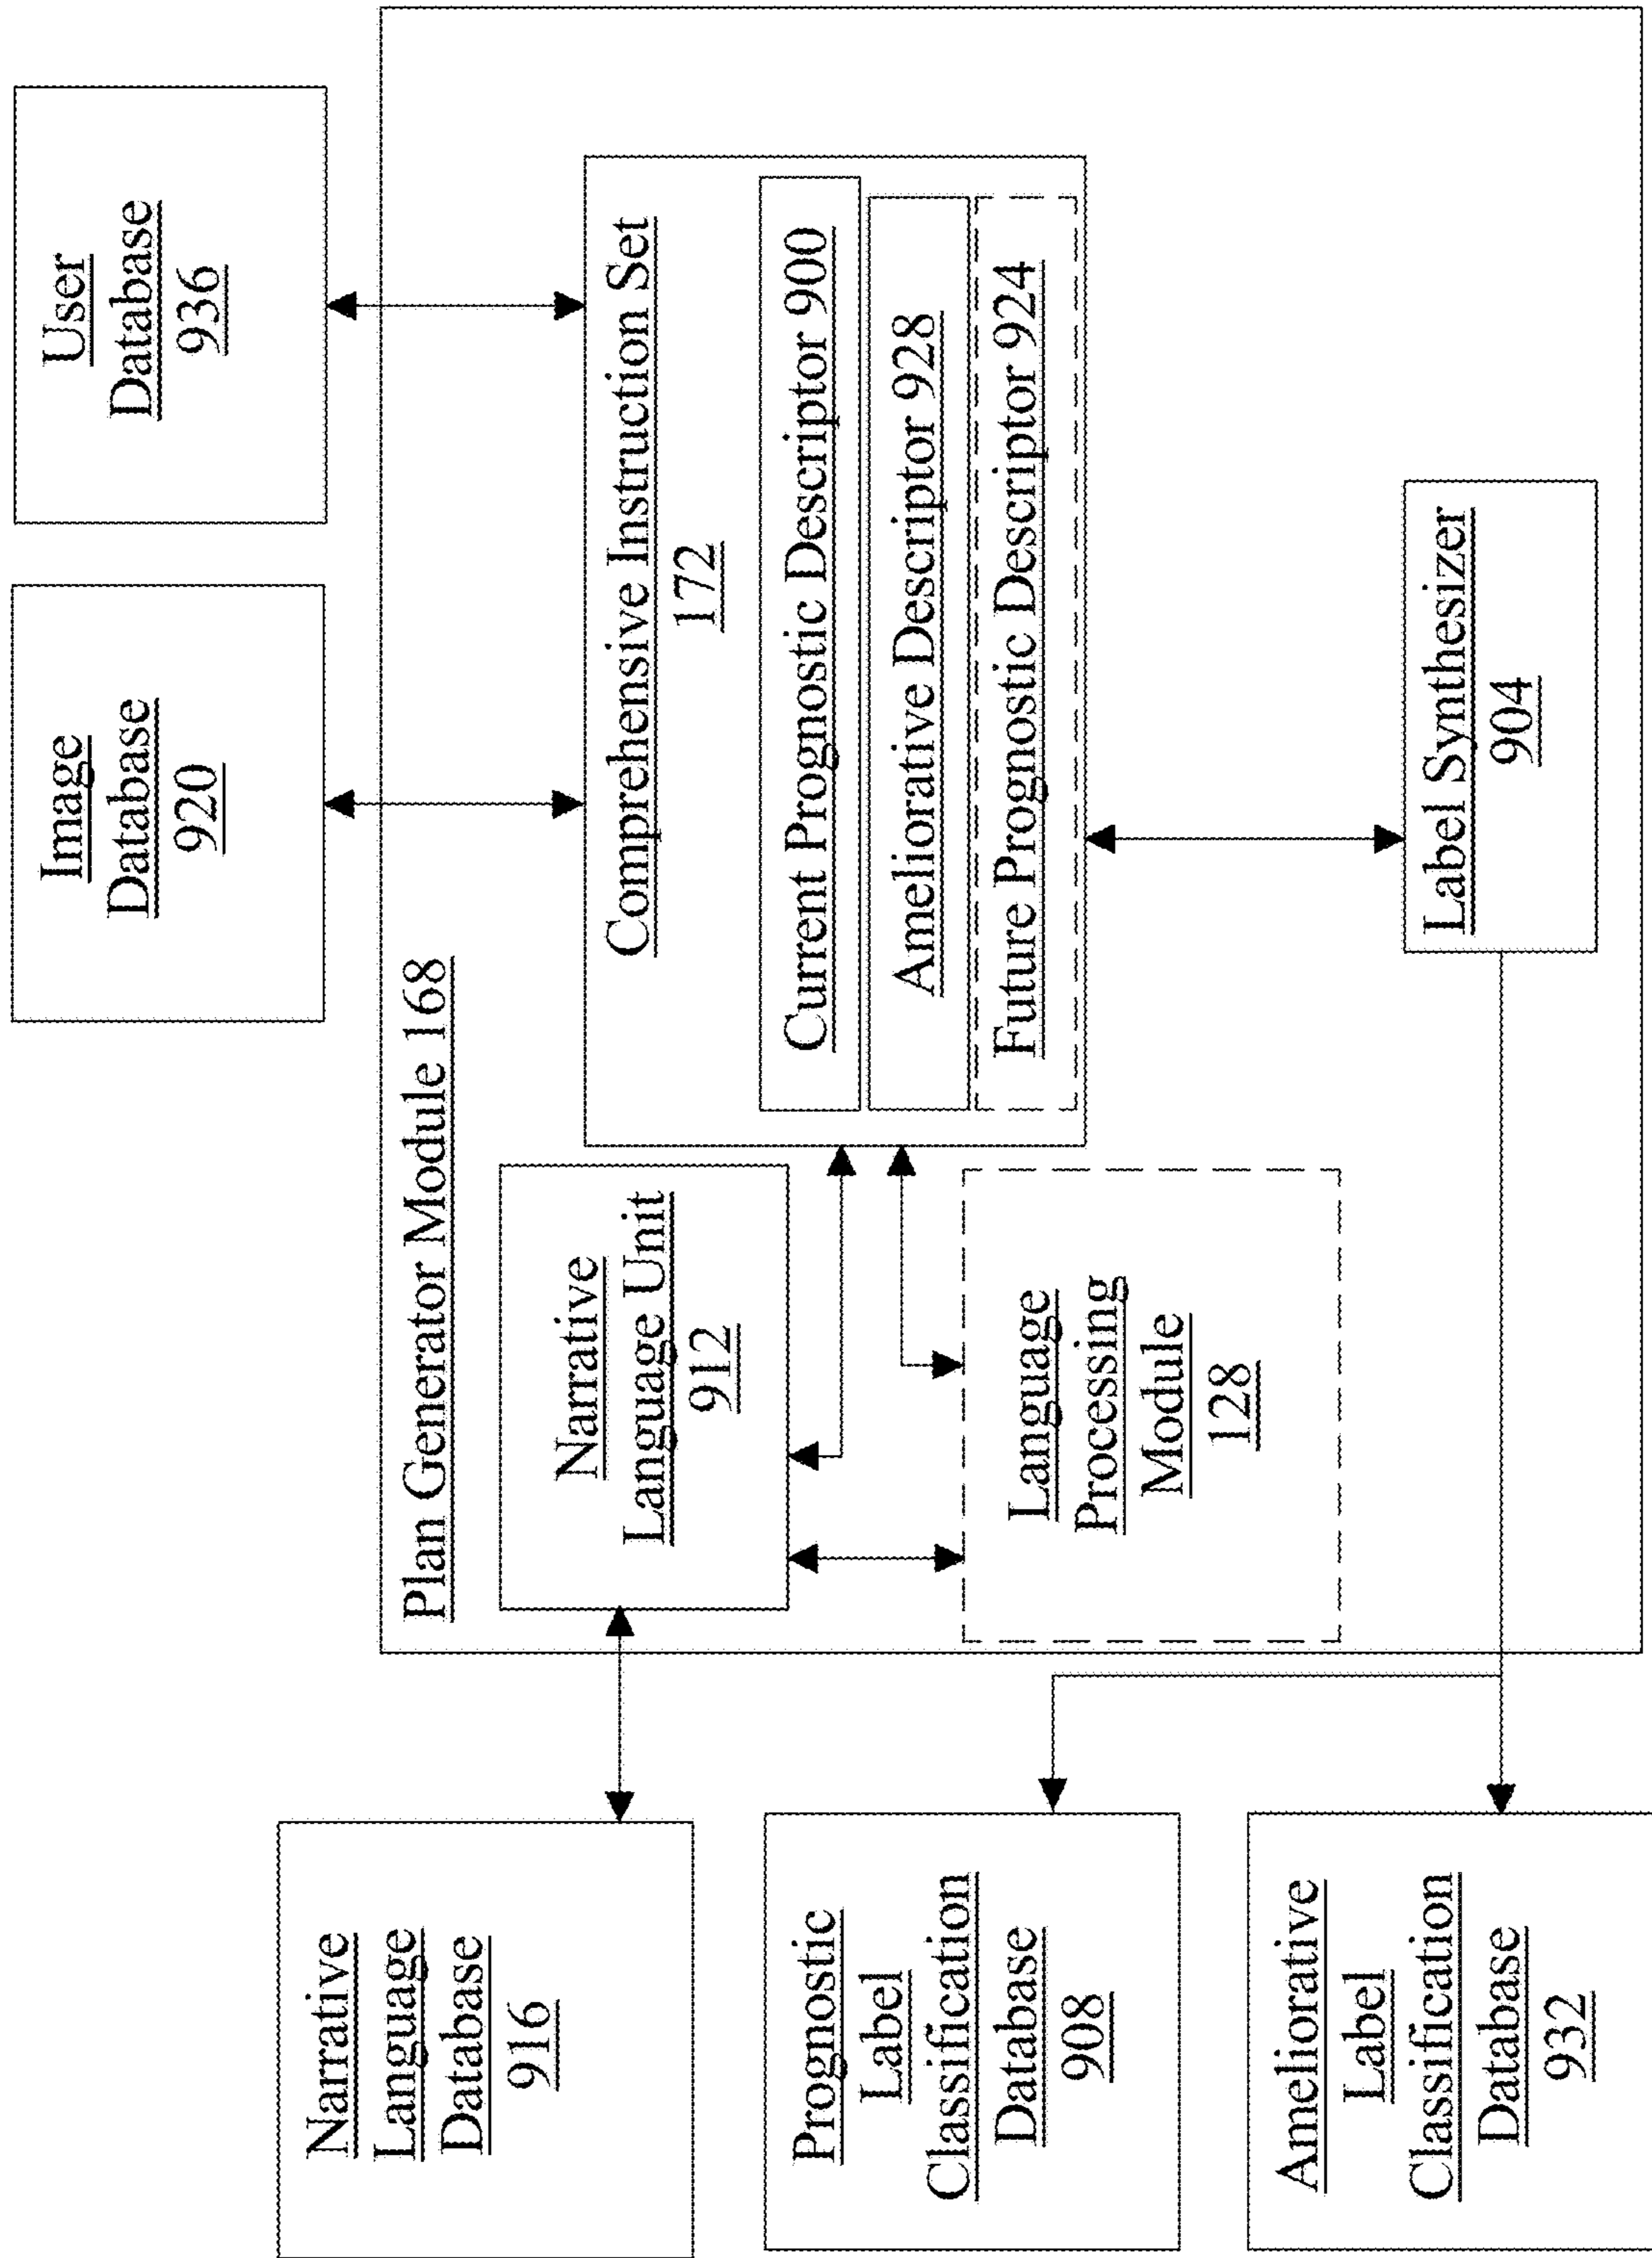 Image
Database
920
User
Database
936
Plan Generator Module 168
Narrative
Language Database
916
Narrative
Language Unit
912
Comprehensive Instruction Set
172
Current Prognostic Descriptor 900
Ameliorative Descriptor 928
Future Prognostic Descriptor 924
Prognostic
Label
Classification
Database
908
Language
Processing
Module
128
Ameliorative
Label
Classification
Database
932
Label Synthesizer
904